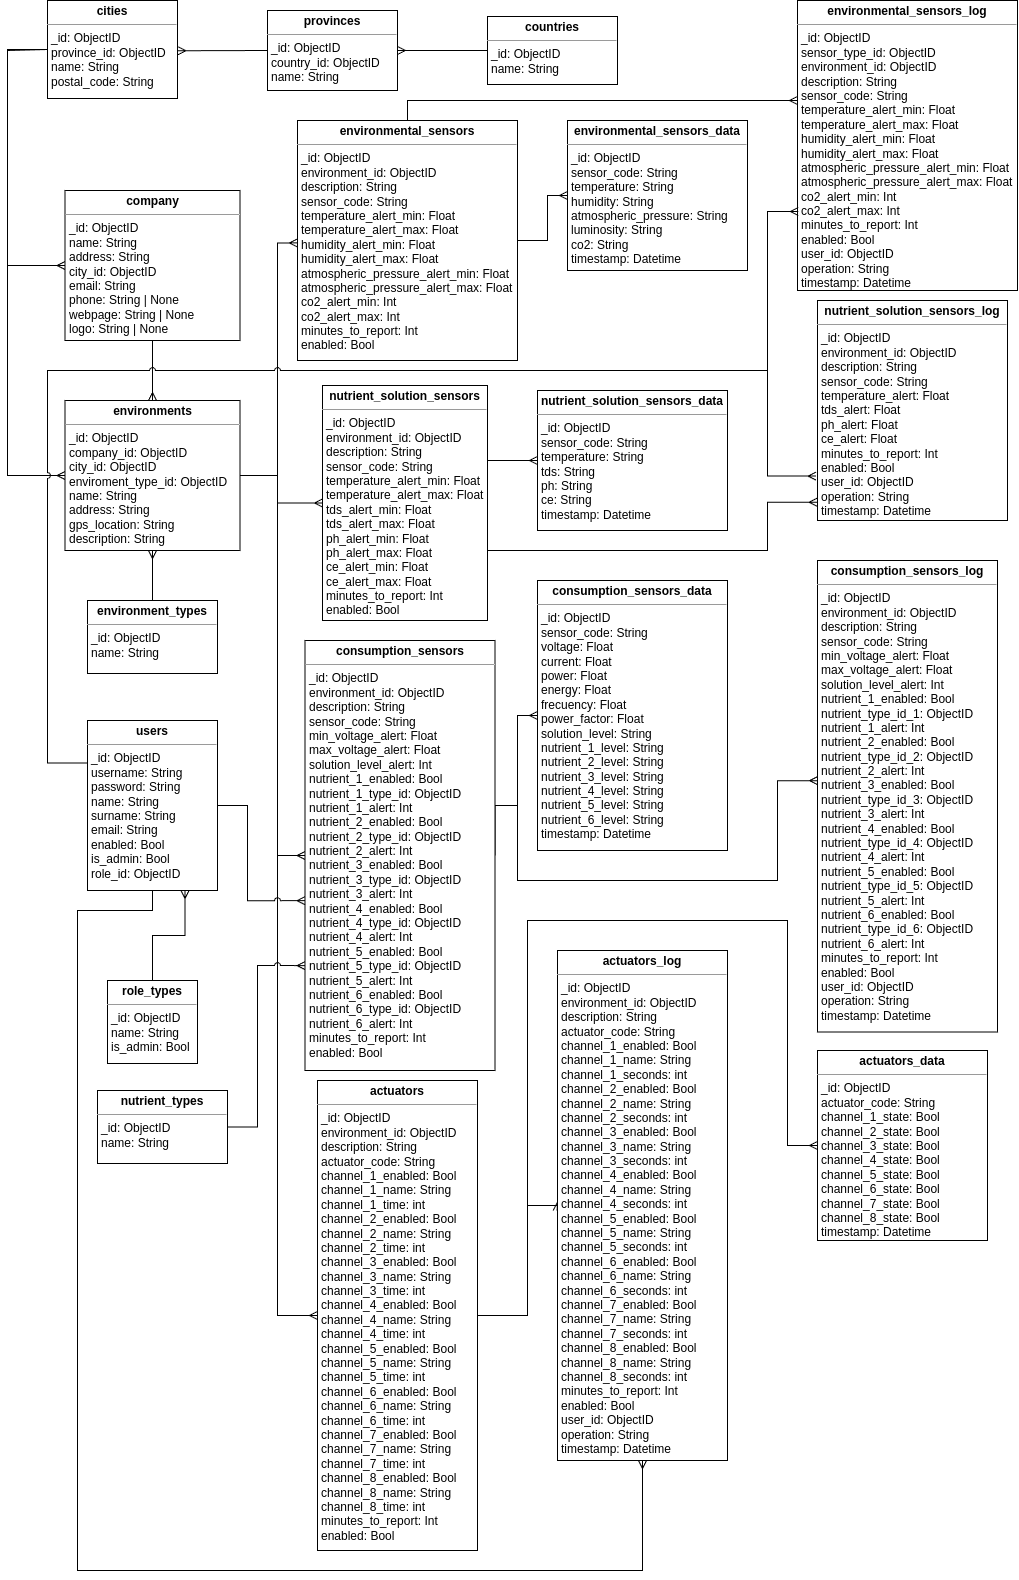 cities
_id: ObjectID
province_id: ObjectID
name: String
postal_code: String
provinces
_id: ObjectID
country_id: ObjectID
name: String
countries
_id: ObjectID
name: String
environmental_sensors_log
_id: ObjectID
sensor_type_id: ObjectID
environment_id: ObjectID
description: String
sensor_code: String
temperature_alert_min: Float
temperature_alert_max: Float
humidity_alert_min: Float
humidity_alert_max: Float
atmospheric_pressure_alert_min: Float
atmospheric_pressure_alert_max: Float
co2_alert_min: Int
co2_alert_max: Int
minutes_to_report: Int
enabled: Bool
user_id: ObjectID
operation: String
timestamp: Datetime
environmental_sensors
_id: ObjectID
environment_id: ObjectID
description: String
sensor_code: String
temperature_alert_min: Float
temperature_alert_max: Float
humidity_alert_min: Float
humidity_alert_max: Float
atmospheric_pressure_alert_min: Float
atmospheric_pressure_alert_max: Float
co2_alert_min: Int
co2_alert_max: Int
minutes_to_report: Int
enabled: Bool
environmental_sensors_data
_id: ObjectID
sensor_code: String
temperature: String
humidity: String
atmospheric_pressure: String
luminosity: String
co2: String
timestamp: Datetime
company
_id: ObjectID
name: String
address: String
city_id: ObjectID
email: String
phone: String | None
webpage: String | None
logo: String | None
nutrient_solution_sensors_log
_id: ObjectID
environment_id: ObjectID
description: String
sensor_code: String
temperature_alert: Float
tds_alert: Float
ph_alert: Float
ce_alert: Float
minutes_to_report: Int
enabled: Bool
user_id: ObjectID
operation: String
timestamp: Datetime
nutrient_solution_sensors
_id: ObjectID
environment_id: ObjectID
description: String
sensor_code: String
temperature_alert_min: Float
temperature_alert_max: Float
tds_alert_min: Float
tds_alert_max: Float
ph_alert_min: Float
ph_alert_max: Float
ce_alert_min: Float
ce_alert_max: Float
minutes_to_report: Int
enabled: Bool
nutrient_solution_sensors_data
_id: ObjectID
sensor_code: String
temperature: String
tds: String
ph: String
ce: String
timestamp: Datetime
environments
_id: ObjectID
company_id: ObjectID
city_id: ObjectID
enviroment_type_id: ObjectID
name: String
address: String
gps_location: String
description: String
environment_types
_id: ObjectID
name: String
consumption_sensors_log
_id: ObjectID
environment_id: ObjectID
description: String
sensor_code: String
min_voltage_alert: Float
max_voltage_alert: Float
solution_level_alert: Int
nutrient_1_enabled: Bool
nutrient_type_id_1: ObjectID
nutrient_1_alert: Int
nutrient_2_enabled: Bool
nutrient_type_id_2: ObjectID
nutrient_2_alert: Int
nutrient_3_enabled: Bool
nutrient_type_id_3: ObjectID
nutrient_3_alert: Int
nutrient_4_enabled: Bool
nutrient_type_id_4: ObjectID
nutrient_4_alert: Int
nutrient_5_enabled: Bool
nutrient_type_id_5: ObjectID
nutrient_5_alert: Int
nutrient_6_enabled: Bool
nutrient_type_id_6: ObjectID
nutrient_6_alert: Int
minutes_to_report: Int
enabled: Bool
user_id: ObjectID
operation: String
timestamp: Datetime
consumption_sensors_data
_id: ObjectID
sensor_code: String
voltage: Float
current: Float
power: Float
energy: Float
frecuency: Float
power_factor: Float
solution_level: String
nutrient_1_level: String
nutrient_2_level: String
nutrient_3_level: String
nutrient_4_level: String
nutrient_5_level: String
nutrient_6_level: String
timestamp: Datetime
consumption_sensors
_id: ObjectID
environment_id: ObjectID
description: String
sensor_code: String
min_voltage_alert: Float
max_voltage_alert: Float
solution_level_alert: Int
nutrient_1_enabled: Bool
nutrient_1_type_id: ObjectID
nutrient_1_alert: Int
nutrient_2_enabled: Bool
nutrient_2_type_id: ObjectID
nutrient_2_alert: Int
nutrient_3_enabled: Bool
nutrient_3_type_id: ObjectID
nutrient_3_alert: Int
nutrient_4_enabled: Bool
nutrient_4_type_id: ObjectID
nutrient_4_alert: Int
nutrient_5_enabled: Bool
nutrient_5_type_id: ObjectID
nutrient_5_alert: Int
nutrient_6_enabled: Bool
nutrient_6_type_id: ObjectID
nutrient_6_alert: Int
minutes_to_report: Int
enabled: Bool
users
_id: ObjectID
username: String
password: String
name: String
surname: String
email: String
enabled: Bool
is_admin: Bool
role_id: ObjectID
role_types
_id: ObjectID
name: String
is_admin: Bool
nutrient_types
_id: ObjectID
name: String
actuators_log
_id: ObjectID
environment_id: ObjectID
description: String
actuator_code: String
channel_1_enabled: Bool
channel_1_name: String
channel_1_seconds: int
channel_2_enabled: Bool
channel_2_name: String
channel_2_seconds: int
channel_3_enabled: Bool
channel_3_name: String
channel_3_seconds: int
channel_4_enabled: Bool
channel_4_name: String
channel_4_seconds: int
channel_5_enabled: Bool
channel_5_name: String
channel_5_seconds: int
channel_6_enabled: Bool
channel_6_name: String
channel_6_seconds: int
channel_7_enabled: Bool
channel_7_name: String
channel_7_seconds: int
channel_8_enabled: Bool
channel_8_name: String
channel_8_seconds: int
minutes_to_report: Int
enabled: Bool
user_id: ObjectID
operation: String
timestamp: Datetime
actuators_data
_id: ObjectID
actuator_code: String
channel_1_state: Bool
channel_2_state: Bool
channel_3_state: Bool
channel_4_state: Bool
channel_5_state: Bool
channel_6_state: Bool
channel_7_state: Bool
channel_8_state: Bool
timestamp: Datetime
actuators
_id: ObjectID
environment_id: ObjectID
description: String
actuator_code: String
channel_1_enabled: Bool
channel_1_name: String
channel_1_time: int
channel_2_enabled: Bool
channel_2_name: String
channel_2_time: int
channel_3_enabled: Bool
channel_3_name: String
channel_3_time: int
channel_4_enabled: Bool
channel_4_name: String
channel_4_time: int
channel_5_enabled: Bool
channel_5_name: String
channel_5_time: int
channel_6_enabled: Bool
channel_6_name: String
channel_6_time: int
channel_7_enabled: Bool
channel_7_name: String
channel_7_time: int
channel_8_enabled: Bool
channel_8_name: String
channel_8_time: int
minutes_to_report: Int
enabled: Bool